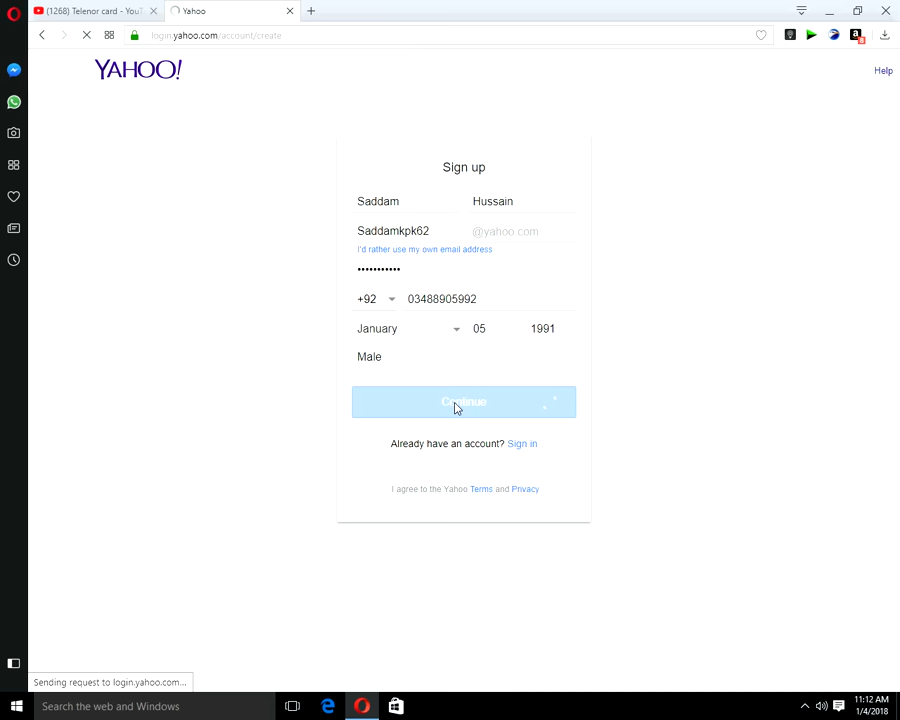 (1268) Telenor card - YouT
Yahoo
login.yahoo.com/account/create
YAHOO!
Help
Sign up
Saddam Hussain
Saddamkpk62 @yahoo.com
I'd rather use my own email address
•••••••••••
+92 03488905992
January 05 1991
Male
Continue
Already have an account? Sign in
I agree to the Yahoo Terms and Privacy
Sending request to login.yahoo.com...
Search the web and Windows
11:12 AM
1/4/2018